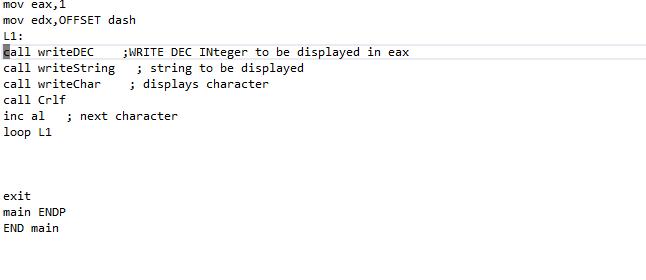 mov eax,1
mov edx,OFFSET dash
L1:
call writeDEC    ;WRITE DEC INteger to be displayed in eax
call writeString   ; string to be displayed
call writeChar    ; displays character
call Crlf
inc al   ; next character
loop L1
exit
main ENDP
END main